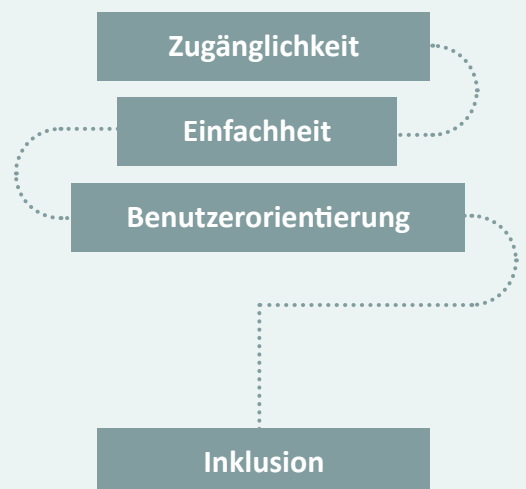 Zugänglichkeit
Einfachheit
Benutzerorientierung
Inklusion